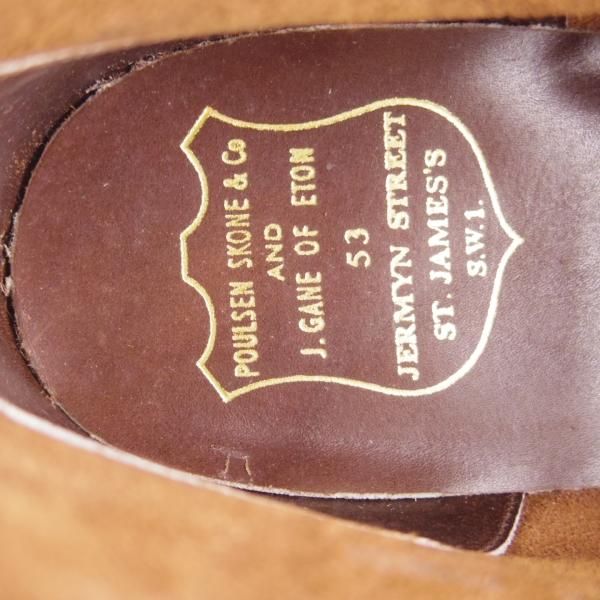 POULSEN SKONE & Co
AND
J. GANE OF ETON
53
JERMYN STREET
ST. JAMES'S
S.W.1.